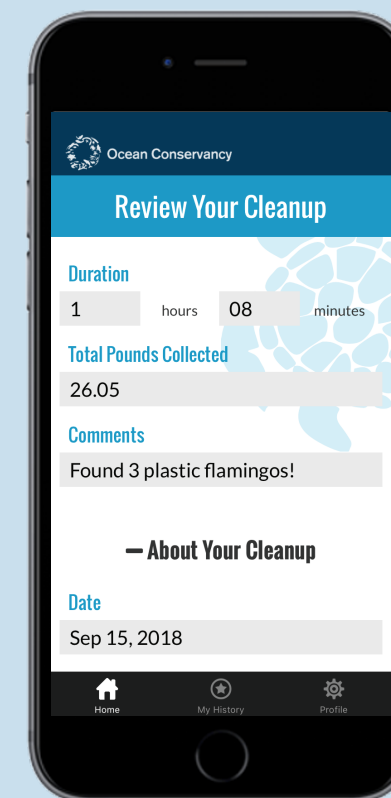 Ocean Conservancy
Review Your Cleanup
Duration
1 hours 08 minutes
Total Pounds Collected
26.05
Comments
Found 3 plastic flamingos!
About Your Cleanup
Date
Sep 15, 2018
Home My History Profile